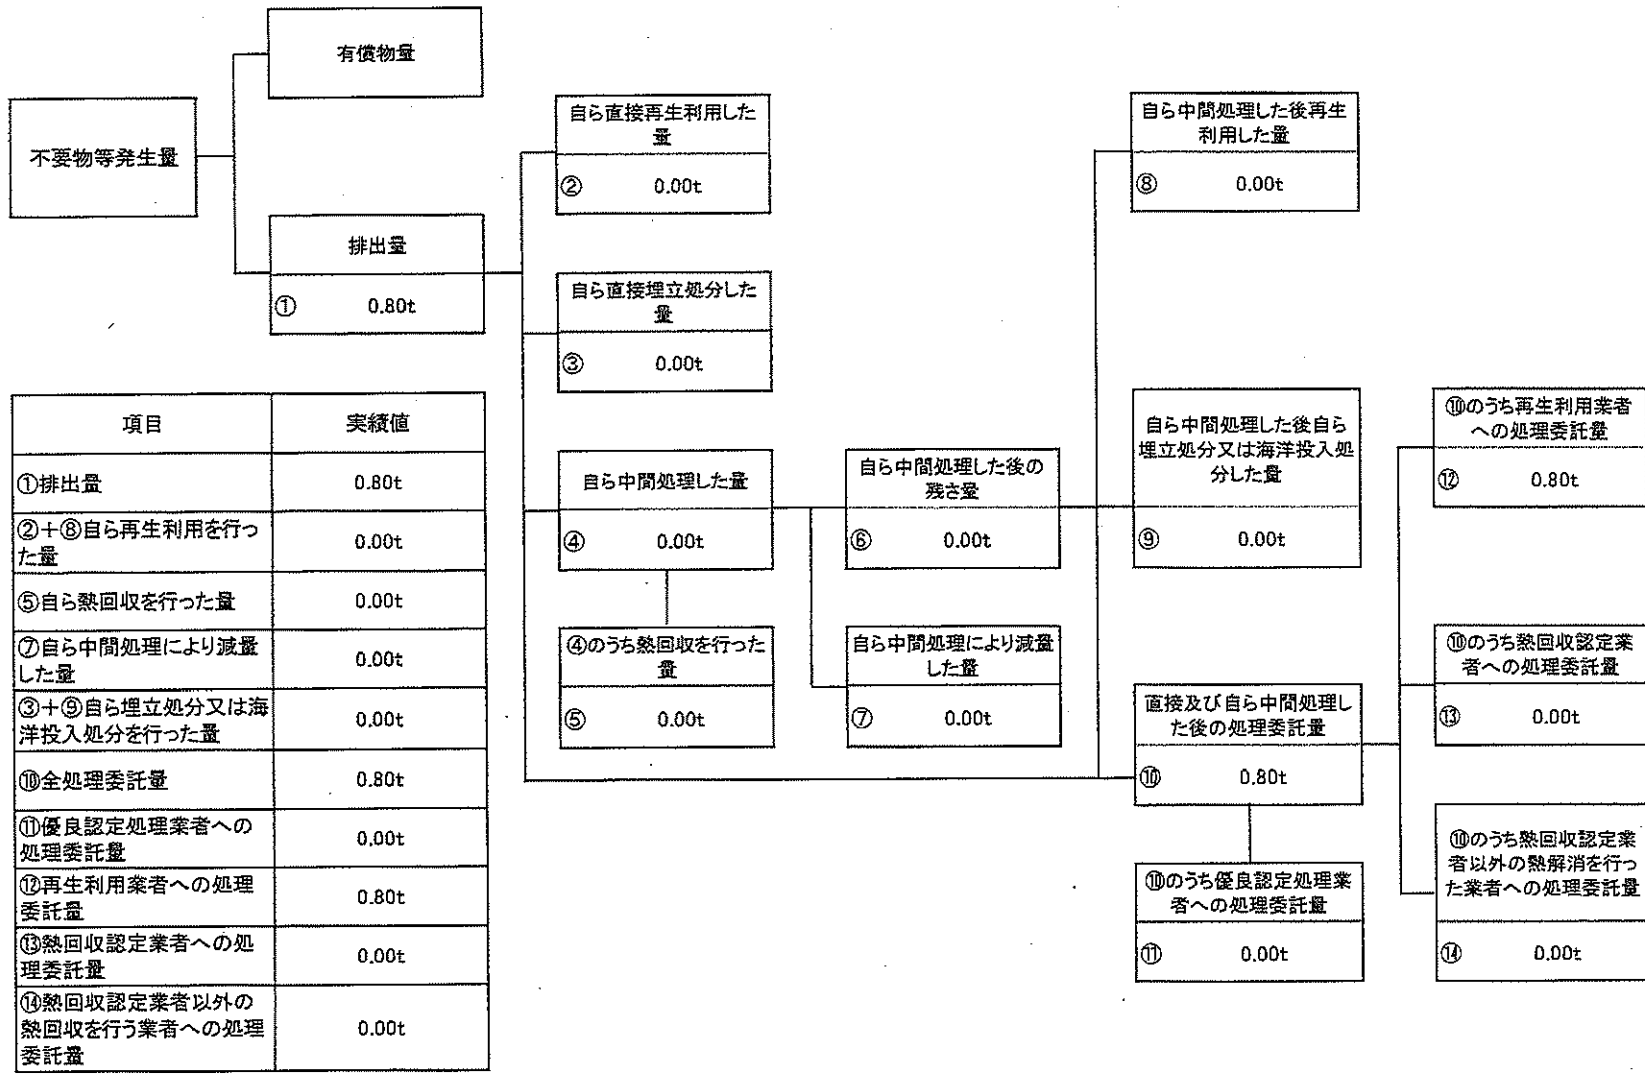 有償物量
不要物等発生量
排出量
① 0.80t
自ら直接再生利用した
量
② 0.00t
自ら直接埋立処分した
量
③ 0.00t
自ら中間処理した量
④ 0.00t
④のうち熱回収を行った
量
⑤ 0.00t
自ら中間処理した後の
残さ量
⑥ 0.00t
自ら中間処理により減量
した量
⑦ 0.00t
自ら中間処理した後再生
利用した量
⑧ 0.00t
自ら中間処理した後自ら
埋立処分又は海洋投入処
分した量
⑨ 0.00t
直接及び自ら中間処理し
た後の処理委託量
⑩ 0.80t
⑩のうち優良認定処理業
者への処理委託量
⑪ 0.00t
⑩のうち再生利用業者
への処理委託量
⑫ 0.80t
⑩のうち熱回収認定業
者への処理委託量
⑬ 0.00t
⑩のうち熱回収認定業
者以外の熱解消を行っ
た業者への処理委託量
⑭ 0.00t
項目 実績値
①排出量 0.80t
②+⑧自ら再生利用を行っ
た量 0.00t
⑤自ら熱回収を行った量 0.00t
⑦自ら中間処理により減量
した量 0.00t
③+⑨自ら埋立処分又は海
洋投入処分を行った量 0.00t
⑩全処理委託量 0.80t
⑪優良認定処理業者への
処理委託量 0.00t
⑫再生利用業者への処理
委託量 0.80t
⑬熱回収認定業者への処
理委託量 0.00t
⑭熱回収認定業者以外の
熱回収を行う業者への処理
委託量 0.00t